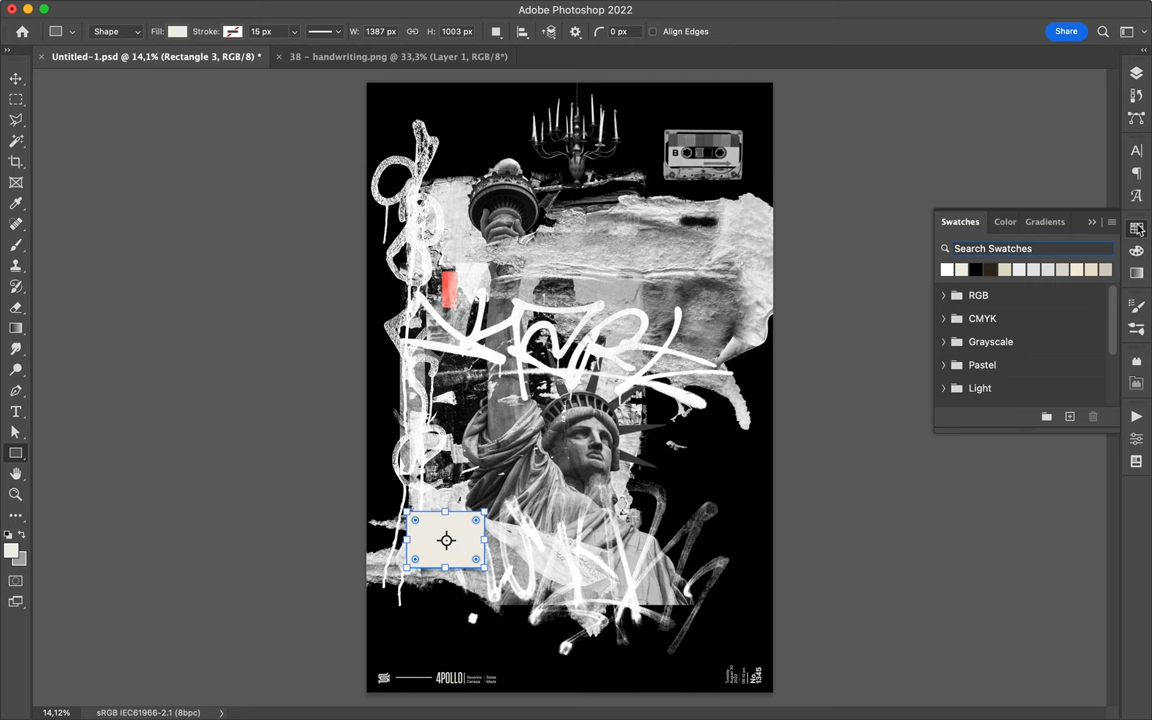 Adobe Photoshop 2022
Shape Fill: Stroke: 15 px W: 1387 px H: 1003 px 0 px Align Edges Share
Untitled-1.psd @ 14,1% (Rectangle 3, RGB/8) * 38 – handwriting.png @ 33,3% (Layer 1, RGB/8*)
B
Swatches Color Gradients
Search Swatches
RGB
CMYK
Grayscale
Pastel
Light
4POLLO
No. 1345
14,12% sRGB IEC61966-2.1 (8bpc)